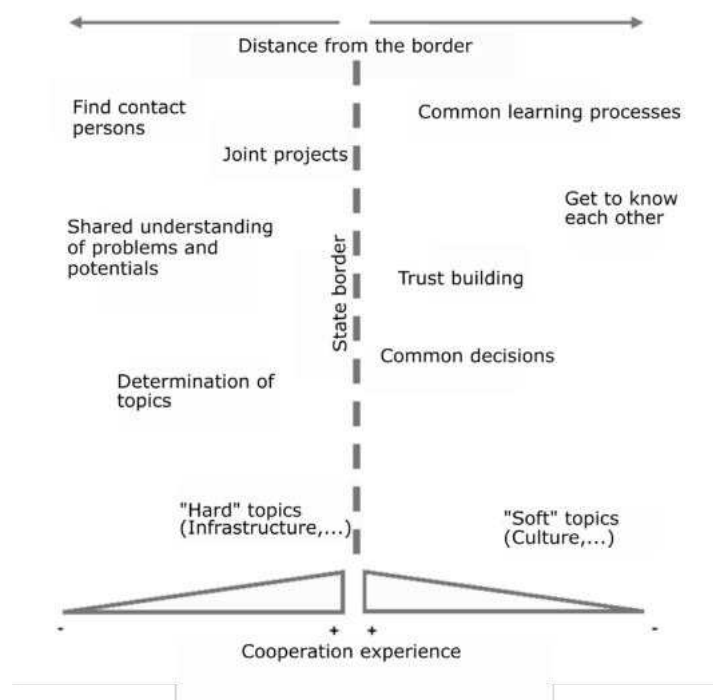 Distance from the border
Find contact
persons
Common learning processes
Joint projects
Get to know
each other
Shared understanding
of problems and
potentials
State border
Trust building
Common decisions
Determination of
topics
"Hard" topics
(Infrastructure,...)
"Soft" topics
(Culture,...)
- + + -
Cooperation experience